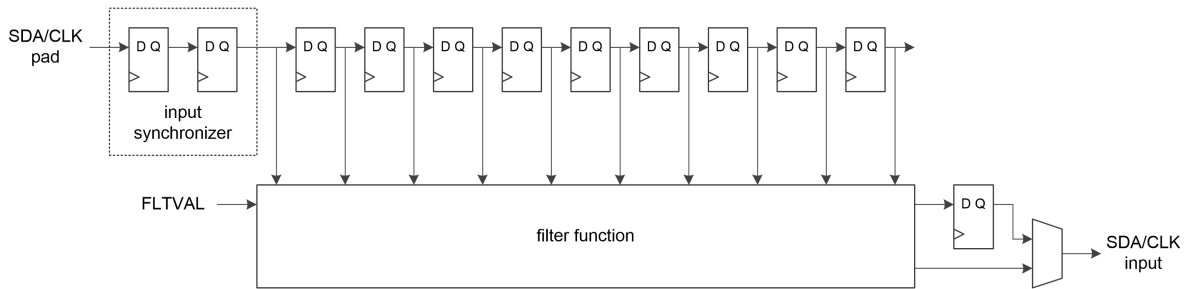 SDA/CLK
pad
D Q
D Q
D Q
D Q
D Q
D Q
D Q
D Q
D Q
D Q
D Q
input
synchronizer
FLTVAL
filter function
D Q
SDA/CLK
input